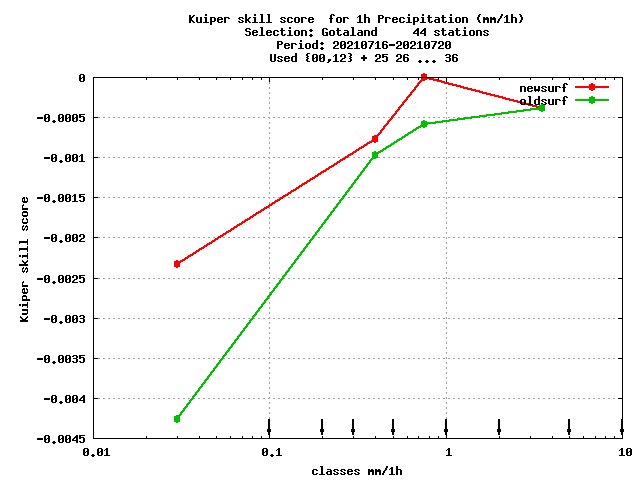 Kuiper skill score  for 1h Precipitation (mm/1h)
Selection: Gotaland     44 stations
Period: 20210716-20210720
Used {00,12} + 25 26 ... 36
newsurf
oldsurf
0
-0.0005
-0.001
-0.0015
-0.002
-0.0025
-0.003
-0.0035
-0.004
-0.0045
Kuiper skill score
0.01 0.1 1 10
classes mm/1h